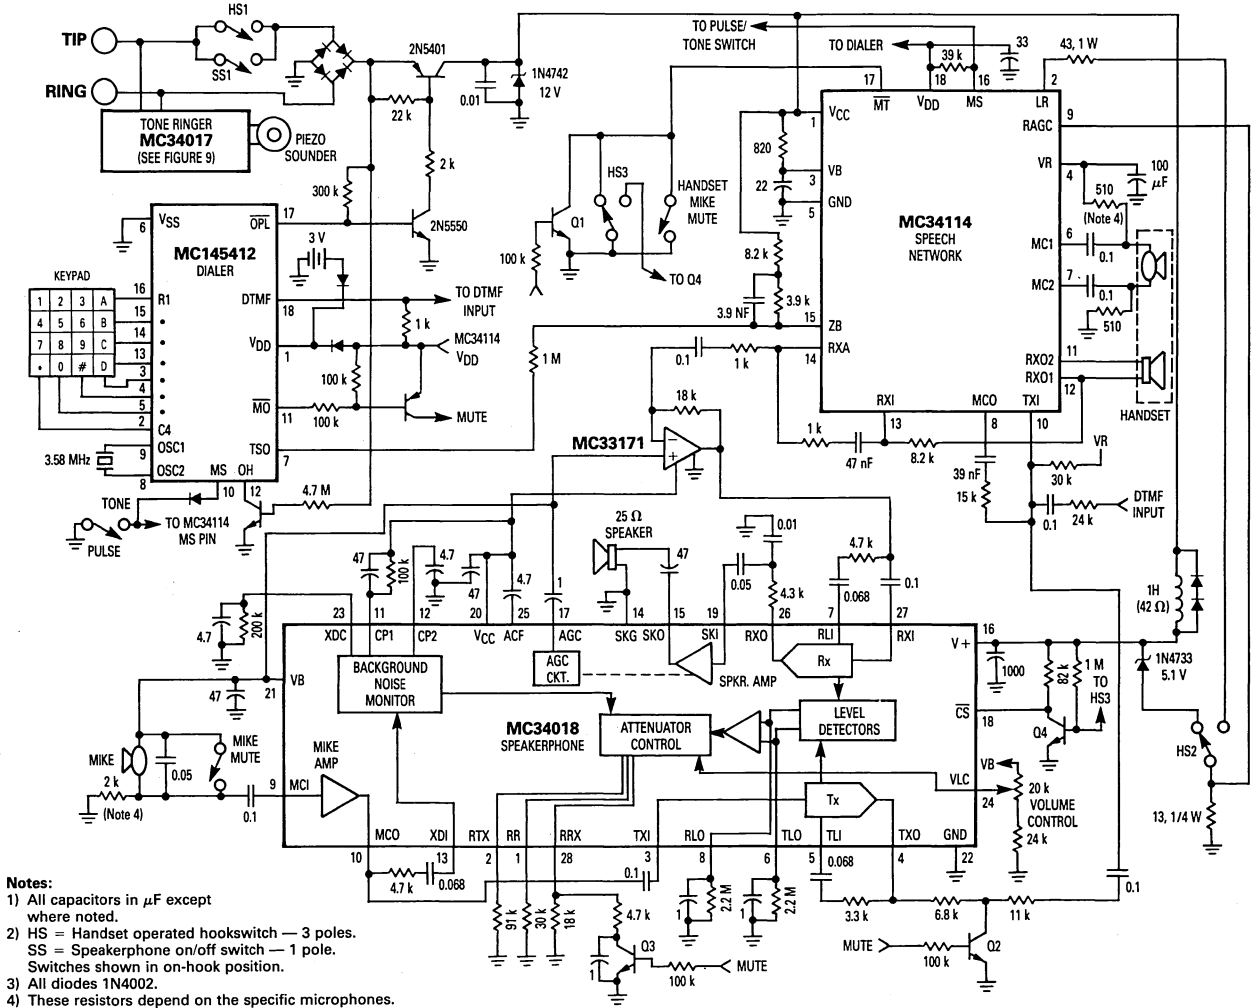 HS1
TIP
SS1
RING
TONE RINGER
MC34017
(SEE FIGURE 9)
PIEZO
SOUNDER
2N5401
22 k
0.01
1N4742
12 V
2 k
300 k
2N5550
TO PULSE/
TONE SWITCH
TO DIALER
39 k
33
43, 1 W
17
18
16
2
MT
VDD
MS
LR
1
VCC
RAGC
9
820
VB
3
22
GND
5
VR
4
100
µF
510
(Note 4)
MC34114
SPEECH
NETWORK
MC1
6
0.1
MC2
7
0.1
510
8.2 k
3.9 k
3.9 NF
15
ZB
RXA
14
RXO2
11
RXO1
12
RXI
MCO
TXI
13
8
10
HANDSET
HS3
HANDSET
MIKE
MUTE
Q1
100 k
TO Q4
6
VSS
OPL
17
MC145412
DIALER
3 V
KEYPAD
1 2 3 A
4 5 6 B
7 8 9 C
• 0 # D
16
R1
15
14
13
3
4
5
2
C4
DTMF
18
TO DTMF
INPUT
1 k
VDD
1
MC34114
VDD
100 k
MO
11
100 k
MUTE
TSO
7
1 M
9
OSC1
3.58 MHz
OSC2
8
MS
OH
10
12
4.7 M
TONE
PULSE
TO MC34114
MS PIN
0.1
1 k
18 k
MC33171
1 k
47 nF
8.2 k
39 nF
15 k
VR
30 k
0.1
24 k
DTMF
INPUT
25 Ω
SPEAKER
47
0.01
0.05
4.3 k
4.7 k
0.068
0.1
47
100 k
4.7
47
4.7
1
4.7
200 k
23
11
12
20
25
17
14
15
19
26
7
27
XDC
CP1
CP2
VCC
ACF
AGC
SKG
SKO
SKI
RXO
RLI
RXI
1H
(42 Ω)
V+
16
1000
82 k
1 M
TO
HS3
1N4733
5.1 V
CS
18
Q4
HS2
13, 1/4 W
BACKGROUND
NOISE
MONITOR
AGC
CKT.
SPKR. AMP
Rx
LEVEL
DETECTORS
MC34018
SPEAKERPHONE
ATTENUATOR
CONTROL
Tx
VLC
24
VB
20 k
VOLUME
CONTROL
24 k
47
21
VB
MIKE
0.05
MIKE
MUTE
2 k
(Note 4)
0.1
9
MCI
MIKE
AMP
MCO
XDI
RTX
RR
RRX
TXI
RLO
TLO
TLI
TXO
GND
10
13
2
1
28
3
8
6
5
4
22
4.7 k
0.068
0.1
91 k
30 k
18 k
4.7 k
1
Q3
100 k
MUTE
1
2.2 M
1
2.2 M
0.068
3.3 k
6.8 k
11 k
0.1
MUTE
100 k
Q2
Notes:
1) All capacitors in µF except
where noted.
2) HS = Handset operated hookswitch — 3 poles.
SS = Speakerphone on/off switch — 1 pole.
Switches shown in on-hook position.
3) All diodes 1N4002.
4) These resistors depend on the specific microphones.